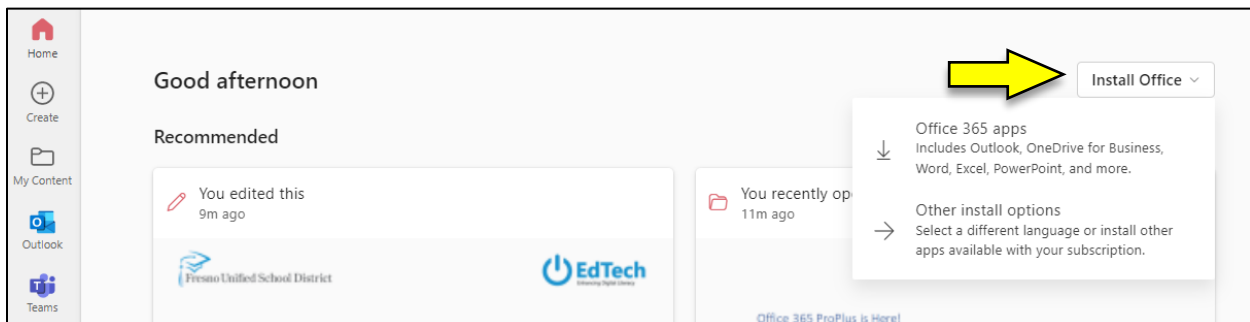 Home
Create
My Content
Outlook
Teams
Good afternoon
Install Office
Recommended
Office 365 apps
Includes Outlook, OneDrive for Business,
Word, Excel, PowerPoint, and more.
Other install options
Select a different language or install other
apps available with your subscription.
You edited this
9m ago
You recently op
11m ago
Fresno Unified School District
EdTech
Enhancing Digital Literacy
Office 365 ProPlus is Here!